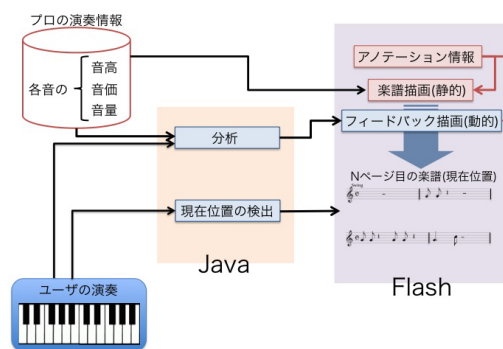 プロの演奏情報
各音の
音高
音価
音量
アノテーション情報
楽譜描画(静的)
分析
フィードバック描画(動的)
Nページ目の楽譜(現在位置)
Swing
現在位置の検出
Java
Flash
ユーザの演奏